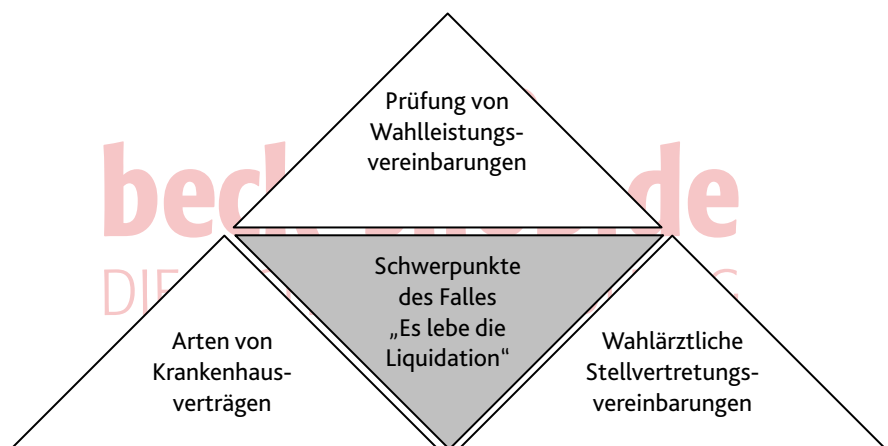 Prüfung von
Wahlleistungs-
vereinbarungen
Schwerpunkte
des Falles
„Es lebe die
Liquidation“
Arten von
Krankenhaus-
verträgen
Wahlärztliche
Stellvertretungs-
vereinbarungen